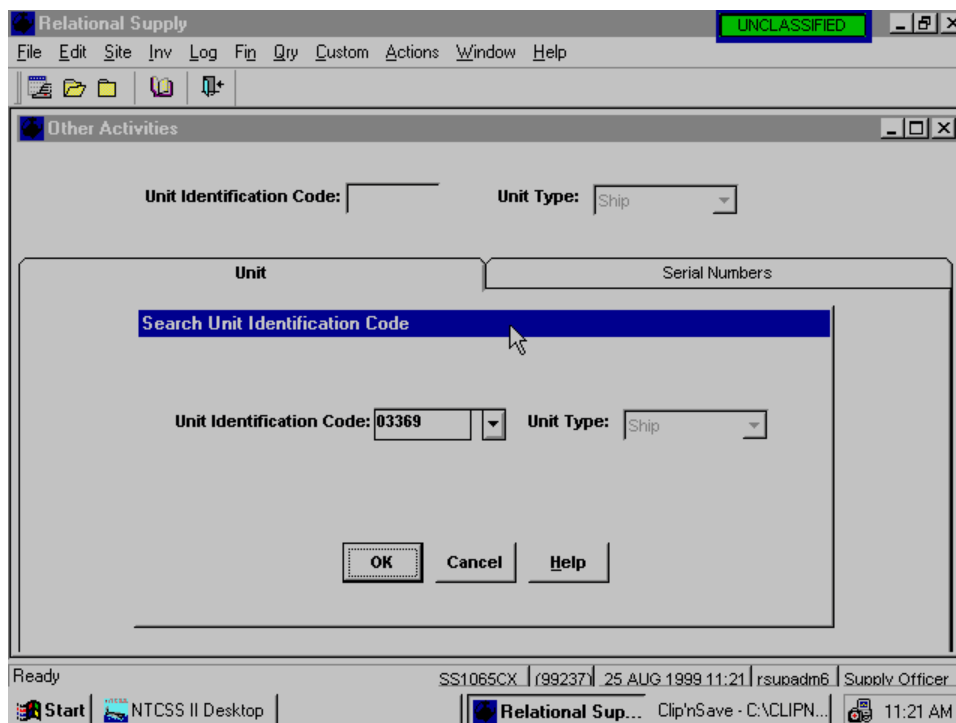 Relational Supply
UNCLASSIFIED
File Edit Site Inv Log Fin Qry Custom Actions Window Help
Other Activities
Unit Identification Code: Unit Type: Ship
Unit Serial Numbers
Search Unit Identification Code
Unit Identification Code: 03369 Unit Type: Ship
OK Cancel Help
Ready SS1065CX (99237) 25 AUG 1999 11:21 rsupadm6 Supply Officer
Start NTCSS II Desktop Relational Sup... Clip'nSave - C:\CLIPN... 11:21 AM